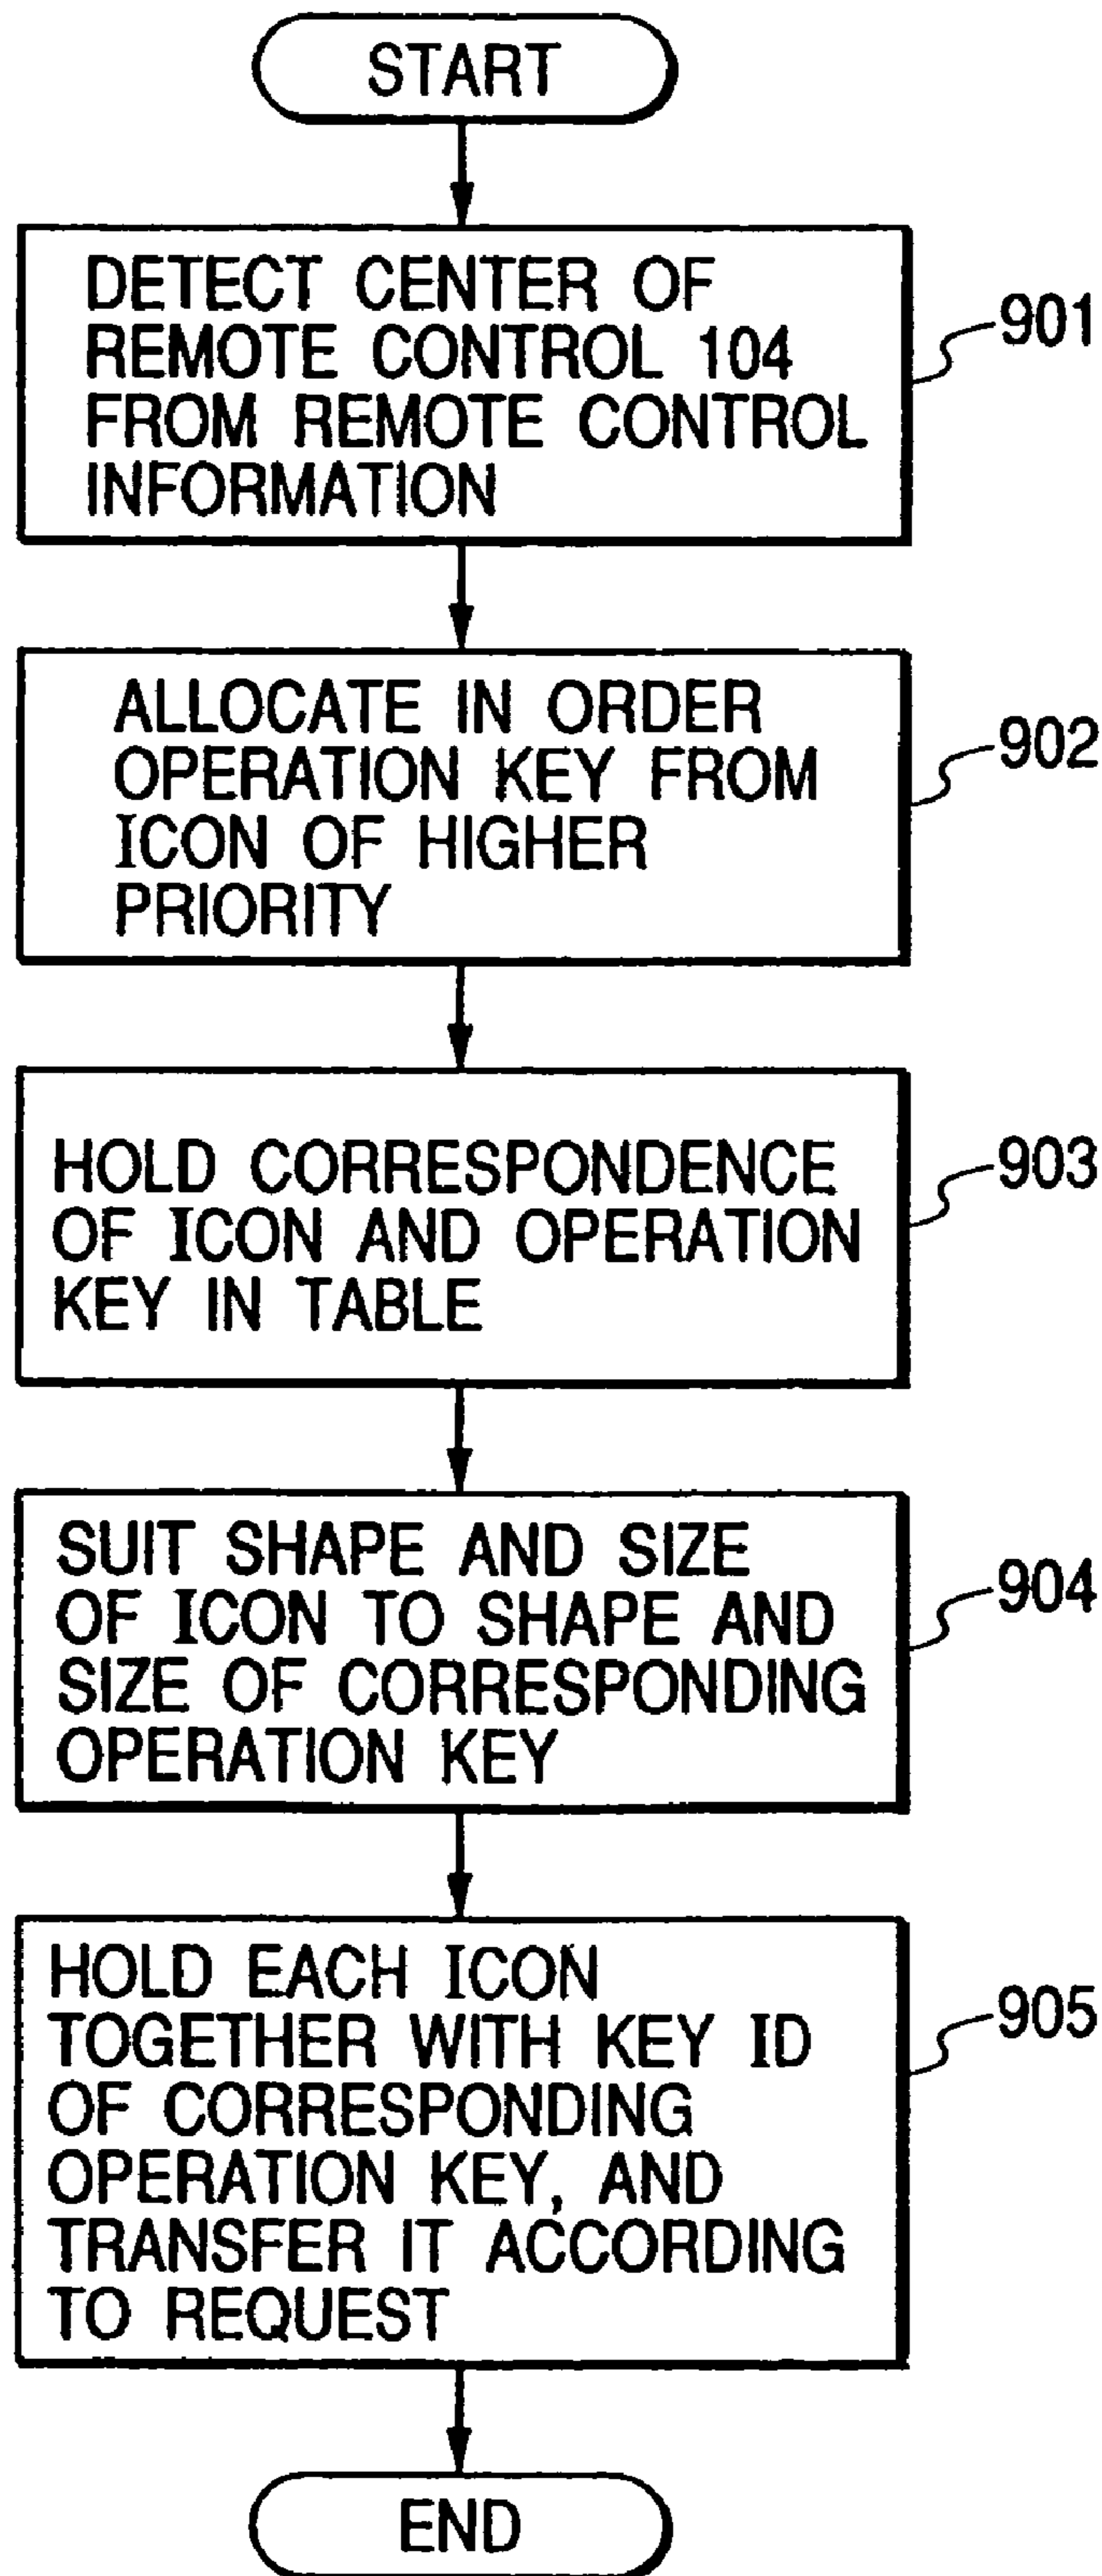 START
DETECT CENTER OF
REMOTE CONTROL 104
FROM REMOTE CONTROL
INFORMATION
901
ALLOCATE IN ORDER
OPERATION KEY FROM
ICON OF HIGHER
PRIORITY
902
HOLD CORRESPONDENCE
OF ICON AND OPERATION
KEY IN TABLE
903
SUIT SHAPE AND SIZE
OF ICON TO SHAPE AND
SIZE OF CORRESPONDING
OPERATION KEY
904
HOLD EACH ICON
TOGETHER WITH KEY ID
OF CORRESPONDING
OPERATION KEY, AND
TRANSFER IT ACCORDING
TO REQUEST
905
END